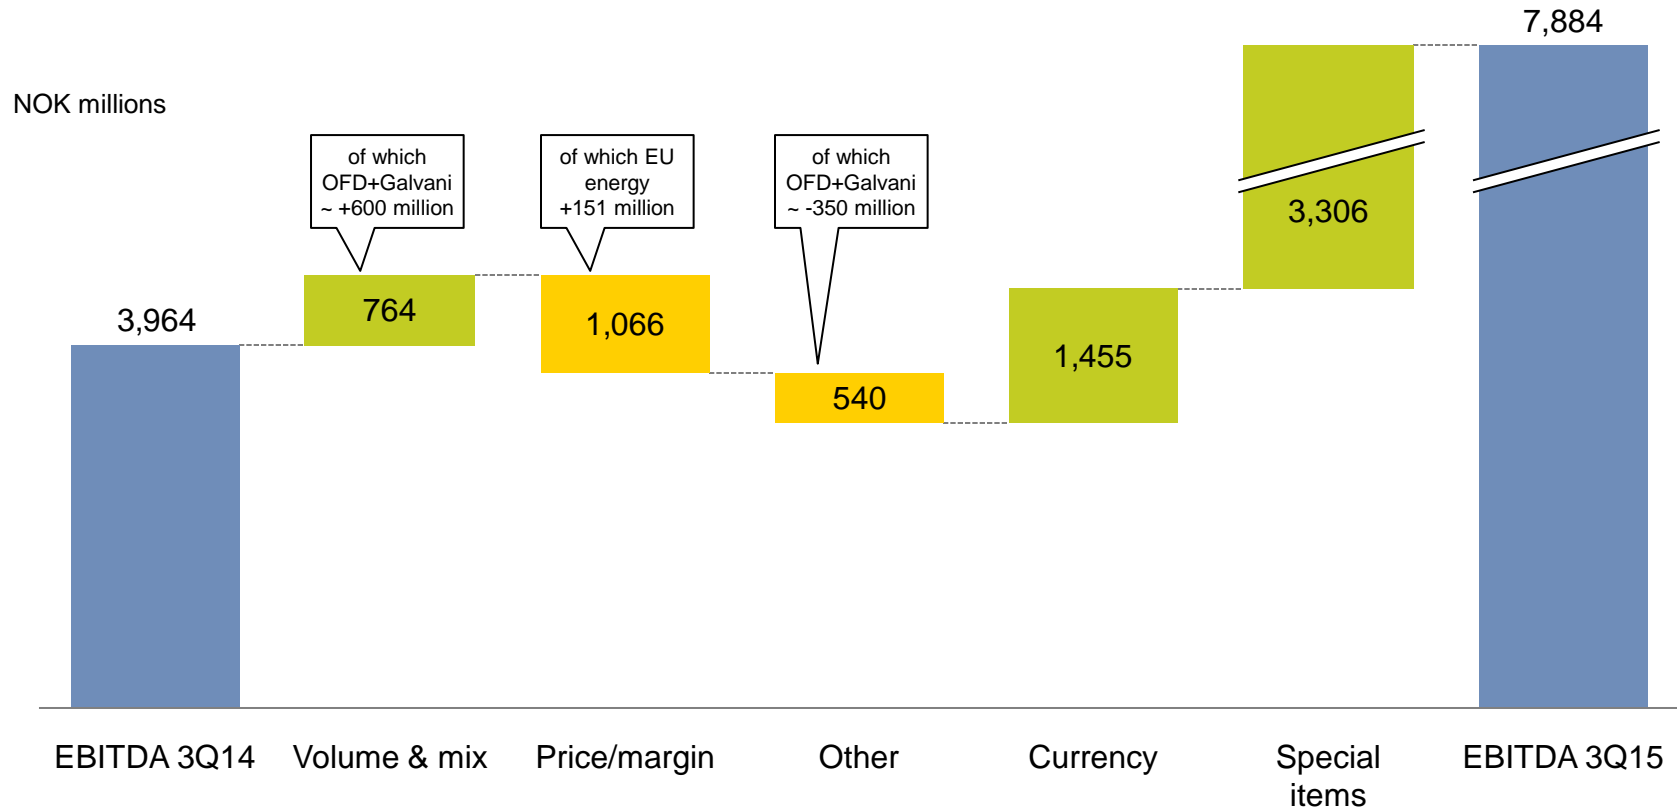 7,884
NOK millions
of which
OFD+Galvani
~ +600 million
of which EU
energy
+151 million
of which
OFD+Galvani
~ -350 million
3,306
3,964
764
1,066
540
1,455
EBITDA 3Q14
Volume & mix
Price/margin
Other
Currency
Special
items
EBITDA 3Q15